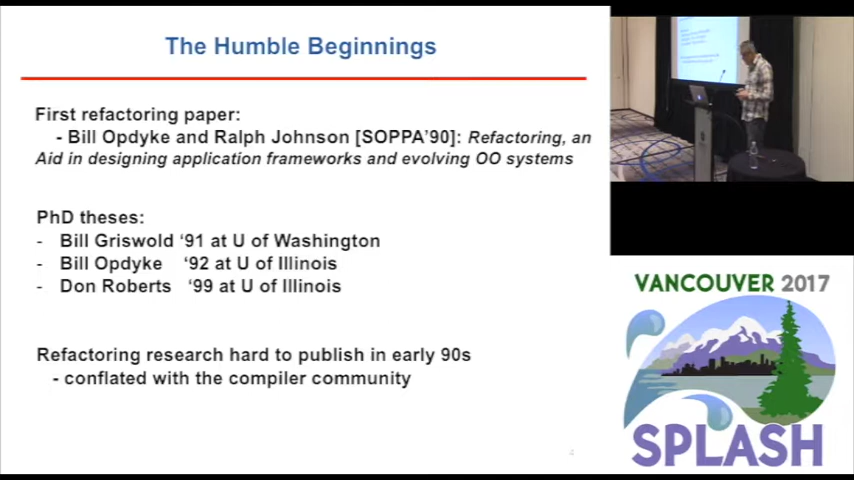 The Humble Beginnings
First refactoring paper:
- Bill Opdyke and Ralph Johnson [SOPPA'90]: Refactoring, an
Aid in designing application frameworks and evolving OO systems
PhD theses:
- Bill Griswold '91 at U of Washington
- Bill Opdyke '92 at U of Illinois
- Don Roberts '99 at U of Illinois
Refactoring research hard to publish in early 90s
- conflated with the compiler community
4
VANCOUVER 2017
SPLASH